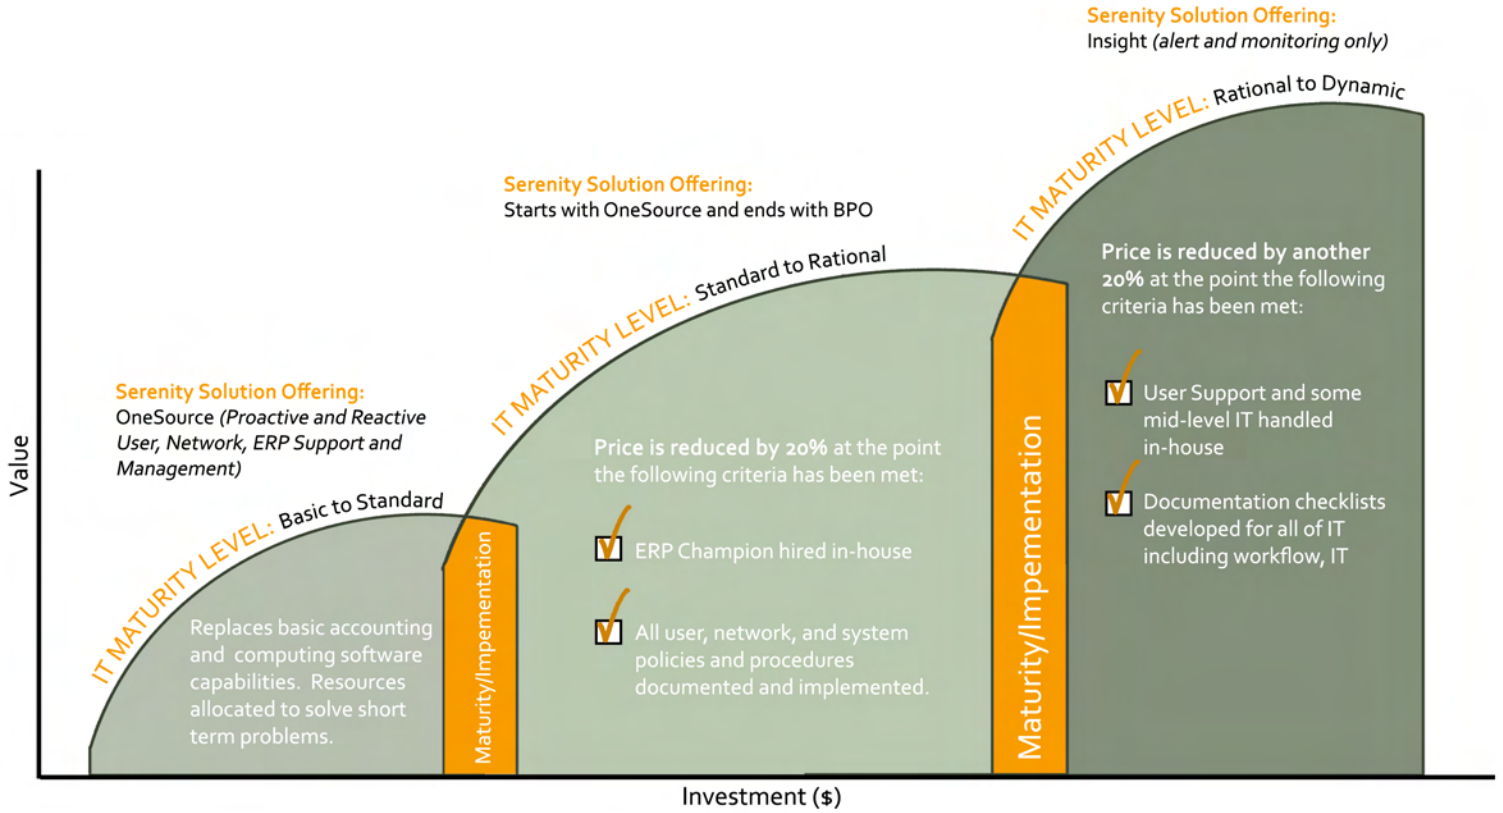 Serenity Solution Offering:
Insight (alert and monitoring only)
IT MATURITY LEVEL: Rational to Dynamic
Serenity Solution Offering:
Starts with OneSource and ends with BPO
IT MATURITY LEVEL: Standard to Rational
Price is reduced by another
20% at the point the following
criteria has been met:
User Support and some
mid-level IT handled
in-house
Documentation checklists
developed for all of IT
including workflow, IT
Serenity Solution Offering:
OneSource (Proactive and Reactive
User, Network, ERP Support and
Management)
IT MATURITY LEVEL: Basic to Standard
Price is reduced by 20% at the point
the following criteria has been met:
ERP Champion hired in-house
All user, network, and system
policies and procedures
documented and implemented.
Replaces basic accounting
and computing software
capabilities. Resources
allocated to solve short
term problems.
Maturity/Impementation
Maturity/Impementation
Value
Investment ($)